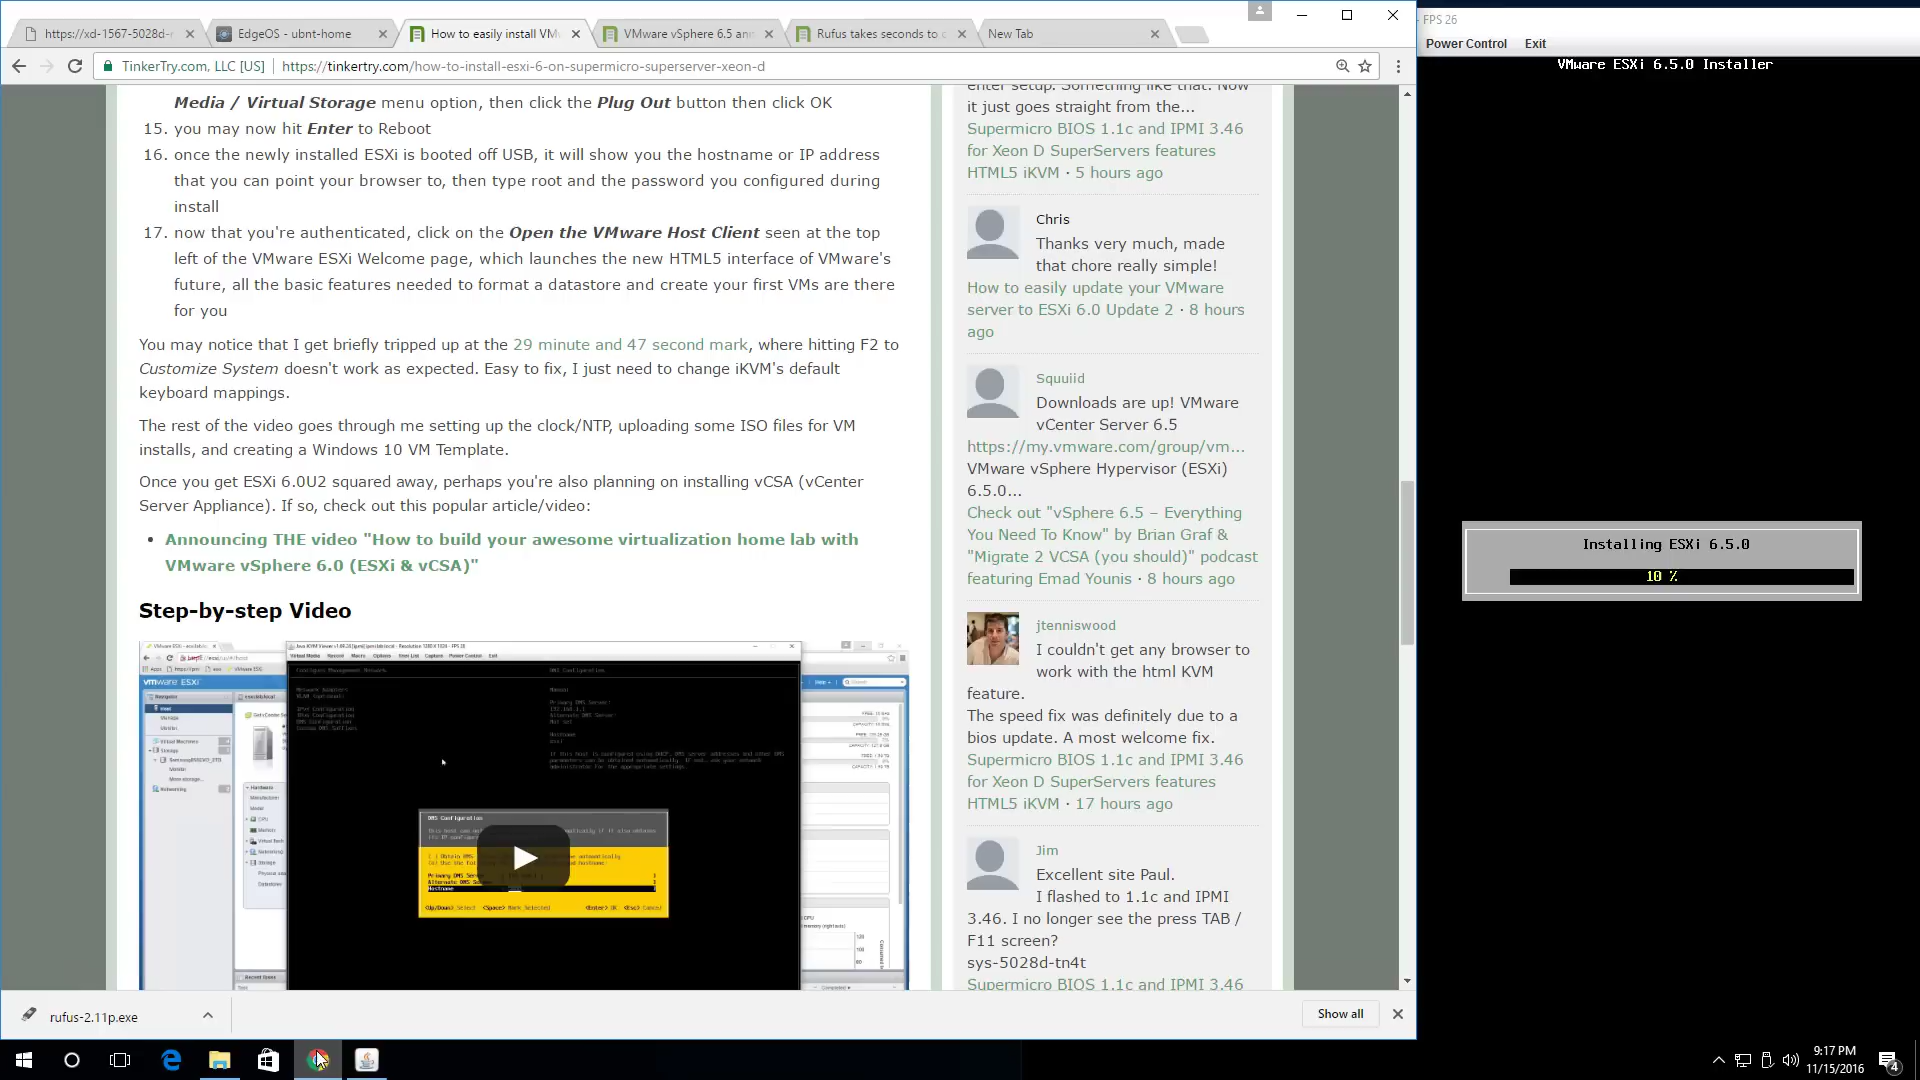 https://xd-1567-5028d-
EdgeOS - ubnt-home
How to easily install VM
VMware vSphere 6.5 ann
Rufus takes seconds to c
New Tab
TinkerTry.com, LLC [US]
https://tinkertry.com/how-to-install-esxi-6-on-supermicro-superserver-xeon-d
FPS 26
Power Control Exit
VMware ESXi 6.5.0 Installer
Media / Virtual Storage menu option, then click the Plug Out button then click OK
15. you may now hit Enter to Reboot
16. once the newly installed ESXi is booted off USB, it will show you the hostname or IP address
that you can point your browser to, then type root and the password you configured during
install
17. now that you're authenticated, click on the Open the VMware Host Client seen at the top
left of the VMware ESXi Welcome page, which launches the new HTML5 interface of VMware's
future, all the basic features needed to format a datastore and create your first VMs are there
for you
You may notice that I get briefly tripped up at the 29 minute and 47 second mark, where hitting F2 to
Customize System doesn't work as expected. Easy to fix, I just need to change iKVM's default
keyboard mappings.
The rest of the video goes through me setting up the clock/NTP, uploading some ISO files for VM
installs, and creating a Windows 10 VM Template.
Once you get ESXi 6.0U2 squared away, perhaps you're also planning on installing vCSA (vCenter
Server Appliance). If so, check out this popular article/video:
• Announcing THE video "How to build your awesome virtualization home lab with
VMware vSphere 6.0 (ESXi & vCSA)"
Step-by-step Video
DNS Configuration
Hostname
enter setup. Something like that. Now
it just goes straight from the...
Supermicro BIOS 1.1c and IPMI 3.46
for Xeon D SuperServers features
HTML5 iKVM · 5 hours ago
Chris
Thanks very much, made
that chore really simple!
How to easily update your VMware
server to ESXi 6.0 Update 2 · 8 hours
ago
Squuiid
Downloads are up! VMware
vCenter Server 6.5
https://my.vmware.com/group/vm...
VMware vSphere Hypervisor (ESXi)
6.5.0...
Check out "vSphere 6.5 – Everything
You Need To Know" by Brian Graf &
"Migrate 2 VCSA (you should)" podcast
featuring Emad Younis · 8 hours ago
jtenniswood
I couldn't get any browser to
work with the html KVM
feature.
The speed fix was definitely due to a
bios update. A most welcome fix.
Supermicro BIOS 1.1c and IPMI 3.46
for Xeon D SuperServers features
HTML5 iKVM · 17 hours ago
Jim
Excellent site Paul.
I flashed to 1.1c and IPMI
3.46. I no longer see the press TAB /
F11 screen?
sys-5028d-tn4t
Supermicro BIOS 1.1c and IPMI 3.46
Installing ESXi 6.5.0
10 %
rufus-2.11p.exe
Show all
9:17 PM
11/15/2016
4